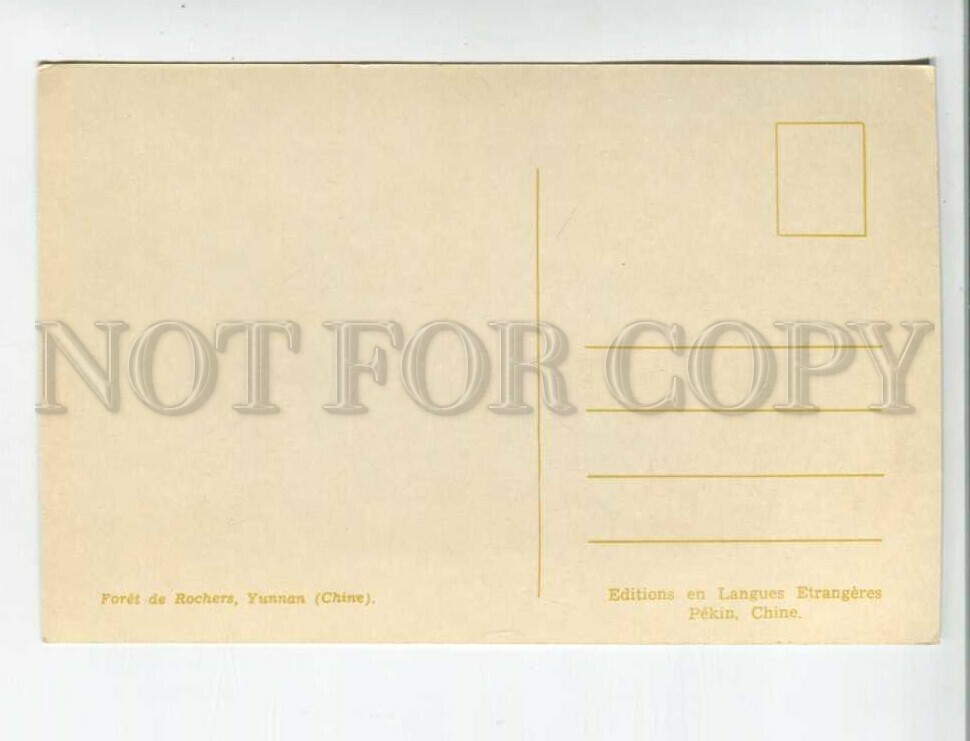 NOT FOR COPY
Forêt de Rochers, Yunnan (Chine).
Editions en Langues Etrangères
Pékin, Chine.